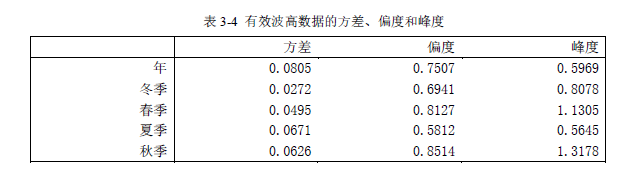 表 3-4 有效波高数据的方差、偏度和峰度
方差 偏度 峰度
年 0.0805 0.7507 0.5969
冬季 0.0272 0.6941 0.8078
春季 0.0495 0.8127 1.1305
夏季 0.0671 0.5812 0.5645
秋季 0.0626 0.8514 1.3178